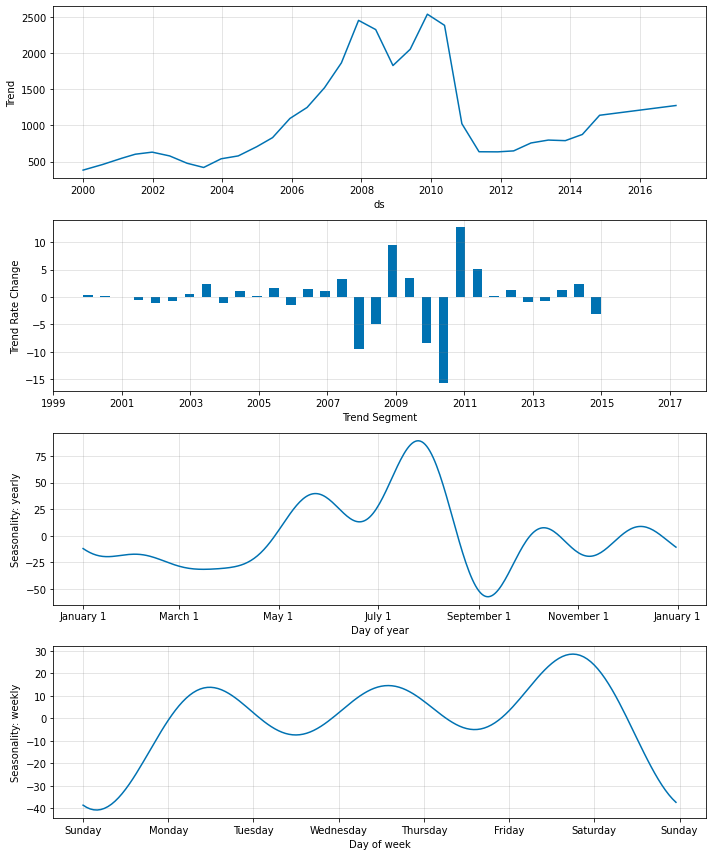 2500
2000
1500
1000
500
Trend
2000 2002 2004 2006 2008 2010 2012 2014 2016
ds
10
5
0
−5
−10
−15
Trend Rate Change
1999 2001 2003 2005 2007 2009 2011 2013 2015 2017
Trend Segment
75
50
25
0
−25
−50
Seasonality: yearly
January 1 March 1 May 1 July 1 September 1 November 1 January 1
Day of year
30
20
10
0
−10
−20
−30
−40
Seasonality: weekly
Sunday Monday Tuesday Wednesday Thursday Friday Saturday Sunday
Day of week